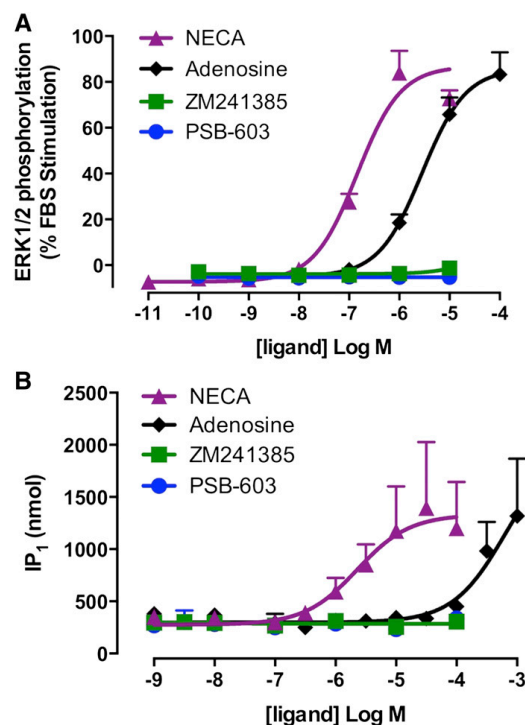 A
100
80
60
40
20
0
ERK1/2 phosphorylation
(% FBS Stimulation)
NECA
Adenosine
ZM241385
PSB-603
-11 -10 -9 -8 -7 -6 -5 -4
[ligand] Log M
B
2500
2000
1500
1000
500
0
IP1 (nmol)
NECA
Adenosine
ZM241385
PSB-603
-9 -8 -7 -6 -5 -4 -3
[ligand] Log M